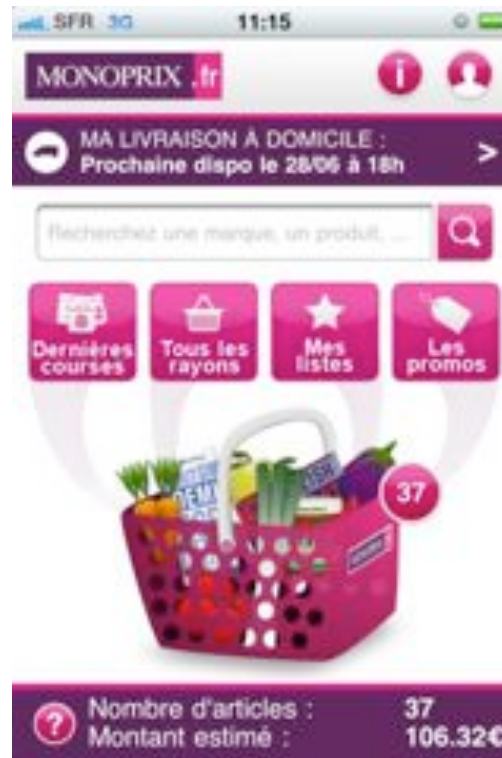 SFR 3G 11:15
MONOPRIX.fr
MA LIVRAISON À DOMICILE :
Prochaine dispo le 28/06 à 18h >
Recherchez une marque, un produit, ...
Dernières courses
Tous les rayons
Mes listes
Les promos
37
MONOPRIX
Nombre d'articles : 37
Montant estimé : 106.32€